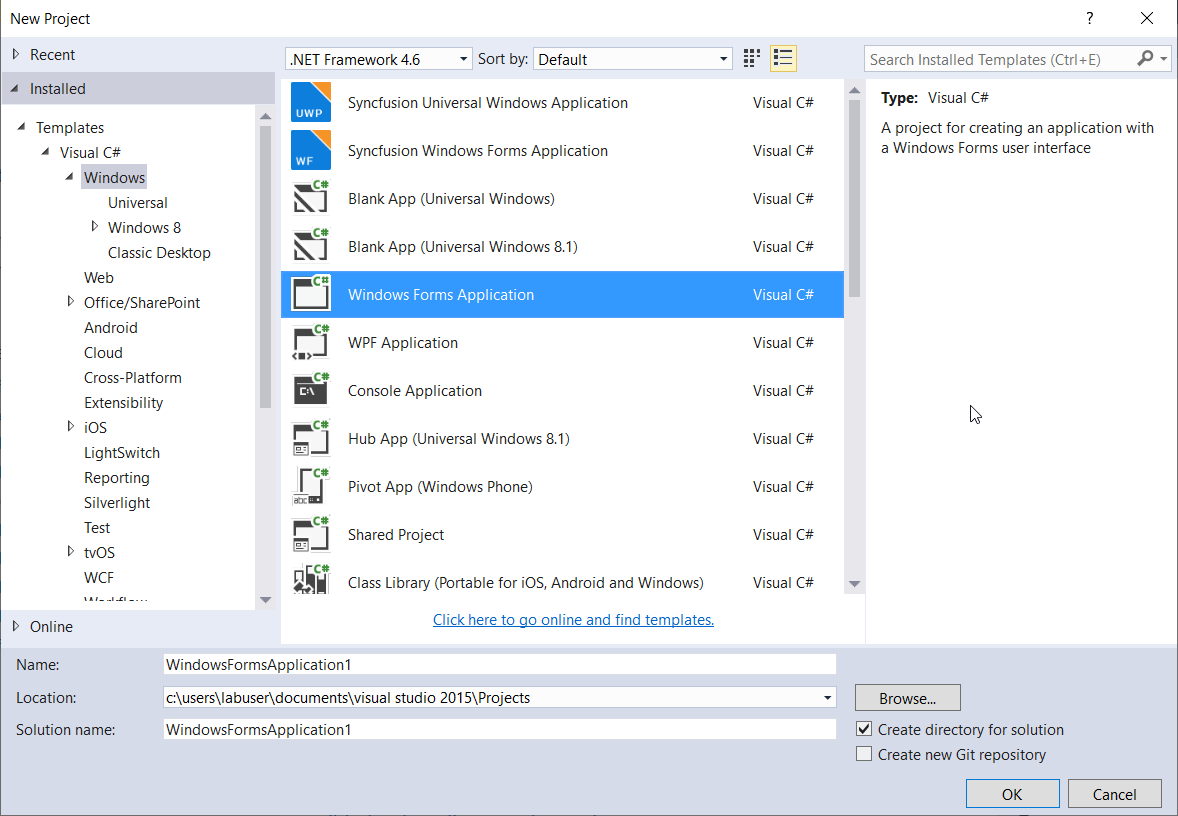 New Project
?
Recent
.NET Framework 4.6
Sort by:
Default
Search Installed Templates (Ctrl+E)
Installed
Templates
Visual C#
Windows
Universal
Windows 8
Classic Desktop
Web
Office/SharePoint
Android
Cloud
Cross-Platform
Extensibility
iOS
LightSwitch
Reporting
Silverlight
Test
tvOS
WCF
Workflow
Online
UWP
Syncfusion Universal Windows Application Visual C#
WF
Syncfusion Windows Forms Application Visual C#
C#
Blank App (Universal Windows) Visual C#
C#
Blank App (Universal Windows 8.1) Visual C#
C#
Windows Forms Application Visual C#
C#
WPF Application Visual C#
C#
C:\
Console Application Visual C#
C#
Hub App (Universal Windows 8.1) Visual C#
C#
abc
Pivot App (Windows Phone) Visual C#
C#
Shared Project Visual C#
C#
Class Library (Portable for iOS, Android and Windows) Visual C#
Click here to go online and find templates.
Type: Visual C#
A project for creating an application with
a Windows Forms user interface
Name: WindowsFormsApplication1
Location: c:\users\labuser\documents\visual studio 2015\Projects
Browse...
Solution name: WindowsFormsApplication1
Create directory for solution
Create new Git repository
OK
Cancel